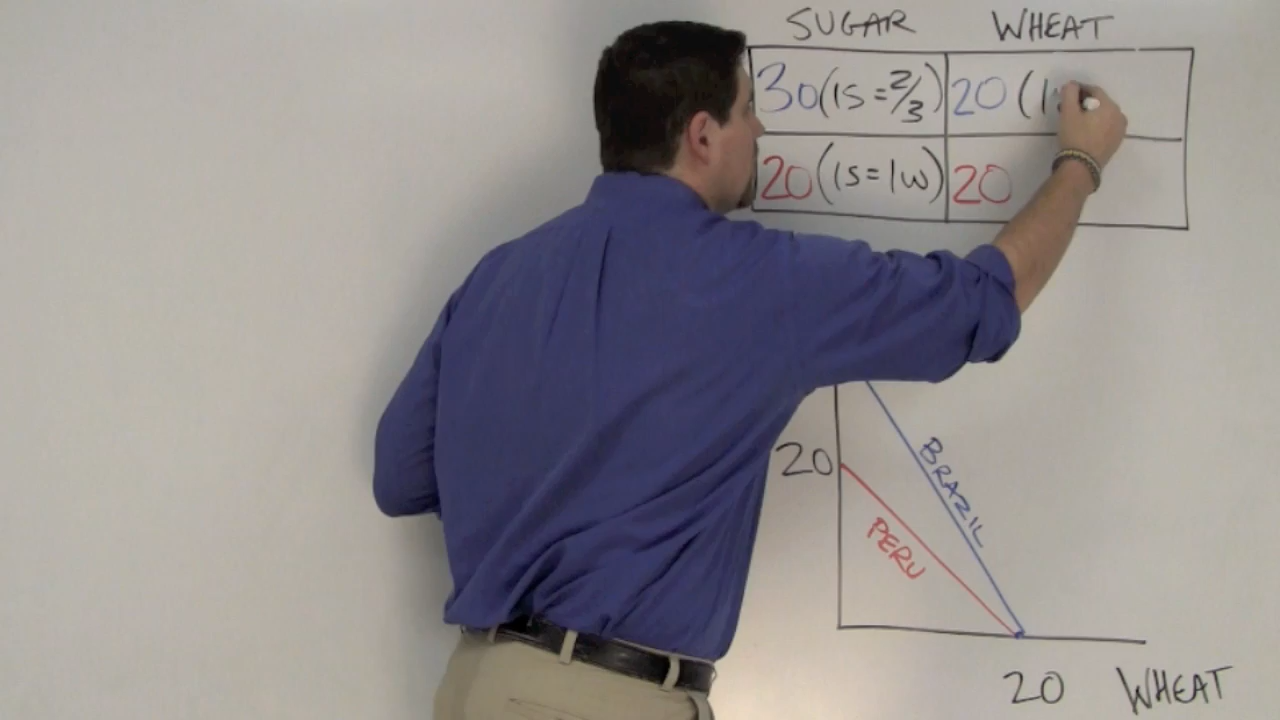 SUGAR WHEAT
30 (1S = 2/3) 20 (1
20 (1S = 1W) 20
20
BRAZIL
PERU
20 WHEAT